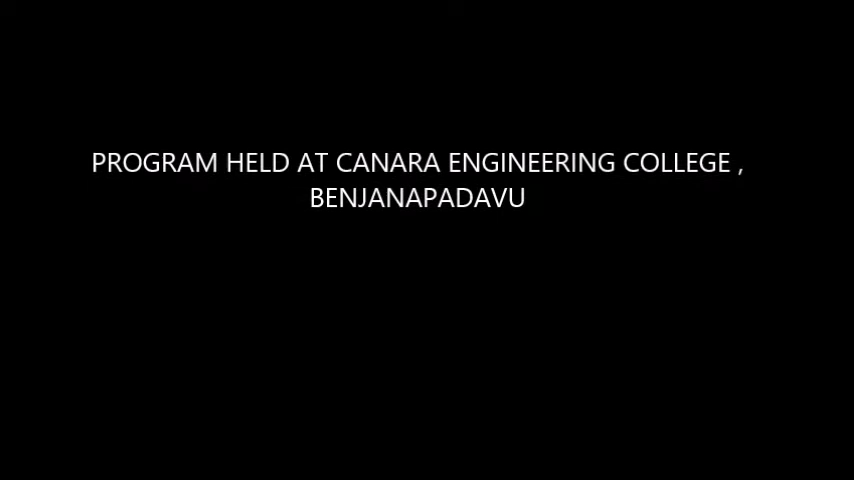 PROGRAM HELD AT CANARA ENGINEERING COLLEGE ,
BENJANAPADAVU